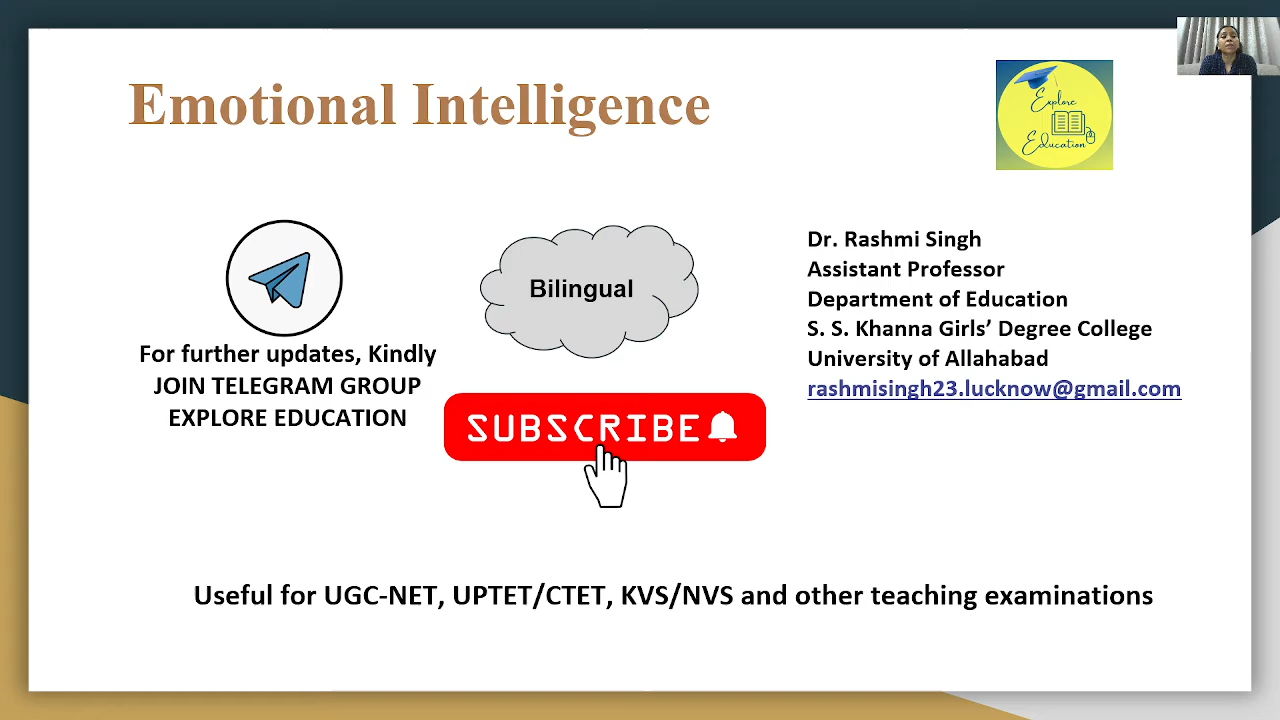 Emotional Intelligence
Explore
Education
Bilingual
For further updates, Kindly
JOIN TELEGRAM GROUP
EXPLORE EDUCATION
SUBSCRIBE
Dr. Rashmi Singh
Assistant Professor
Department of Education
S. S. Khanna Girls’ Degree College
University of Allahabad
rashmisingh23.lucknow@gmail.com
Useful for UGC-NET, UPTET/CTET, KVS/NVS and other teaching examinations